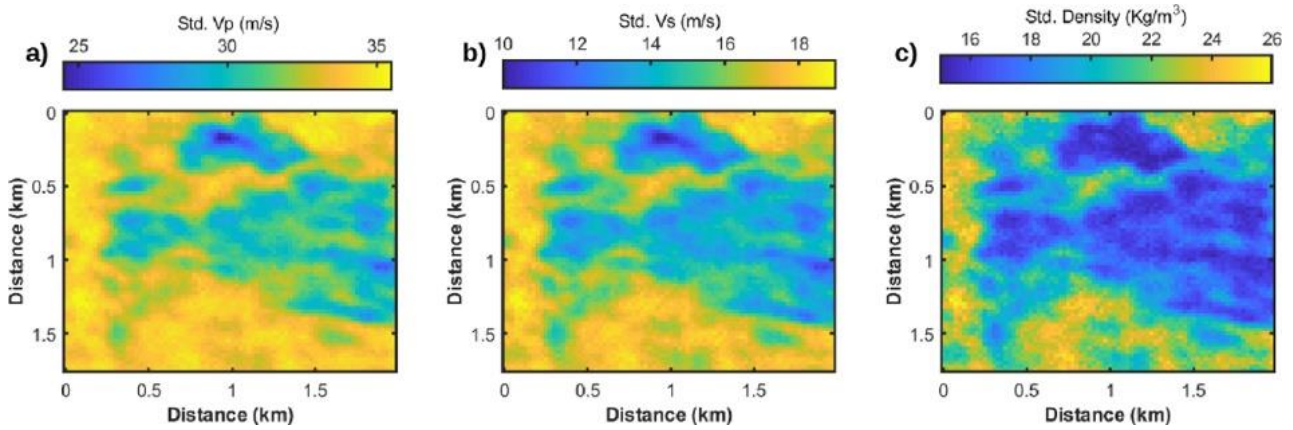 a)
Std. Vp (m/s)
25 30 35
0
0.5
1
1.5
Distance (km)
0 0.5 1 1.5
Distance (km)
b)
Std. Vs (m/s)
10 12 14 16 18
0
0.5
1
1.5
Distance (km)
0 0.5 1 1.5
Distance (km)
c)
Std. Density (Kg/m³)
16 18 20 22 24 26
0
0.5
1
1.5
Distance (km)
0 0.5 1 1.5
Distance (km)